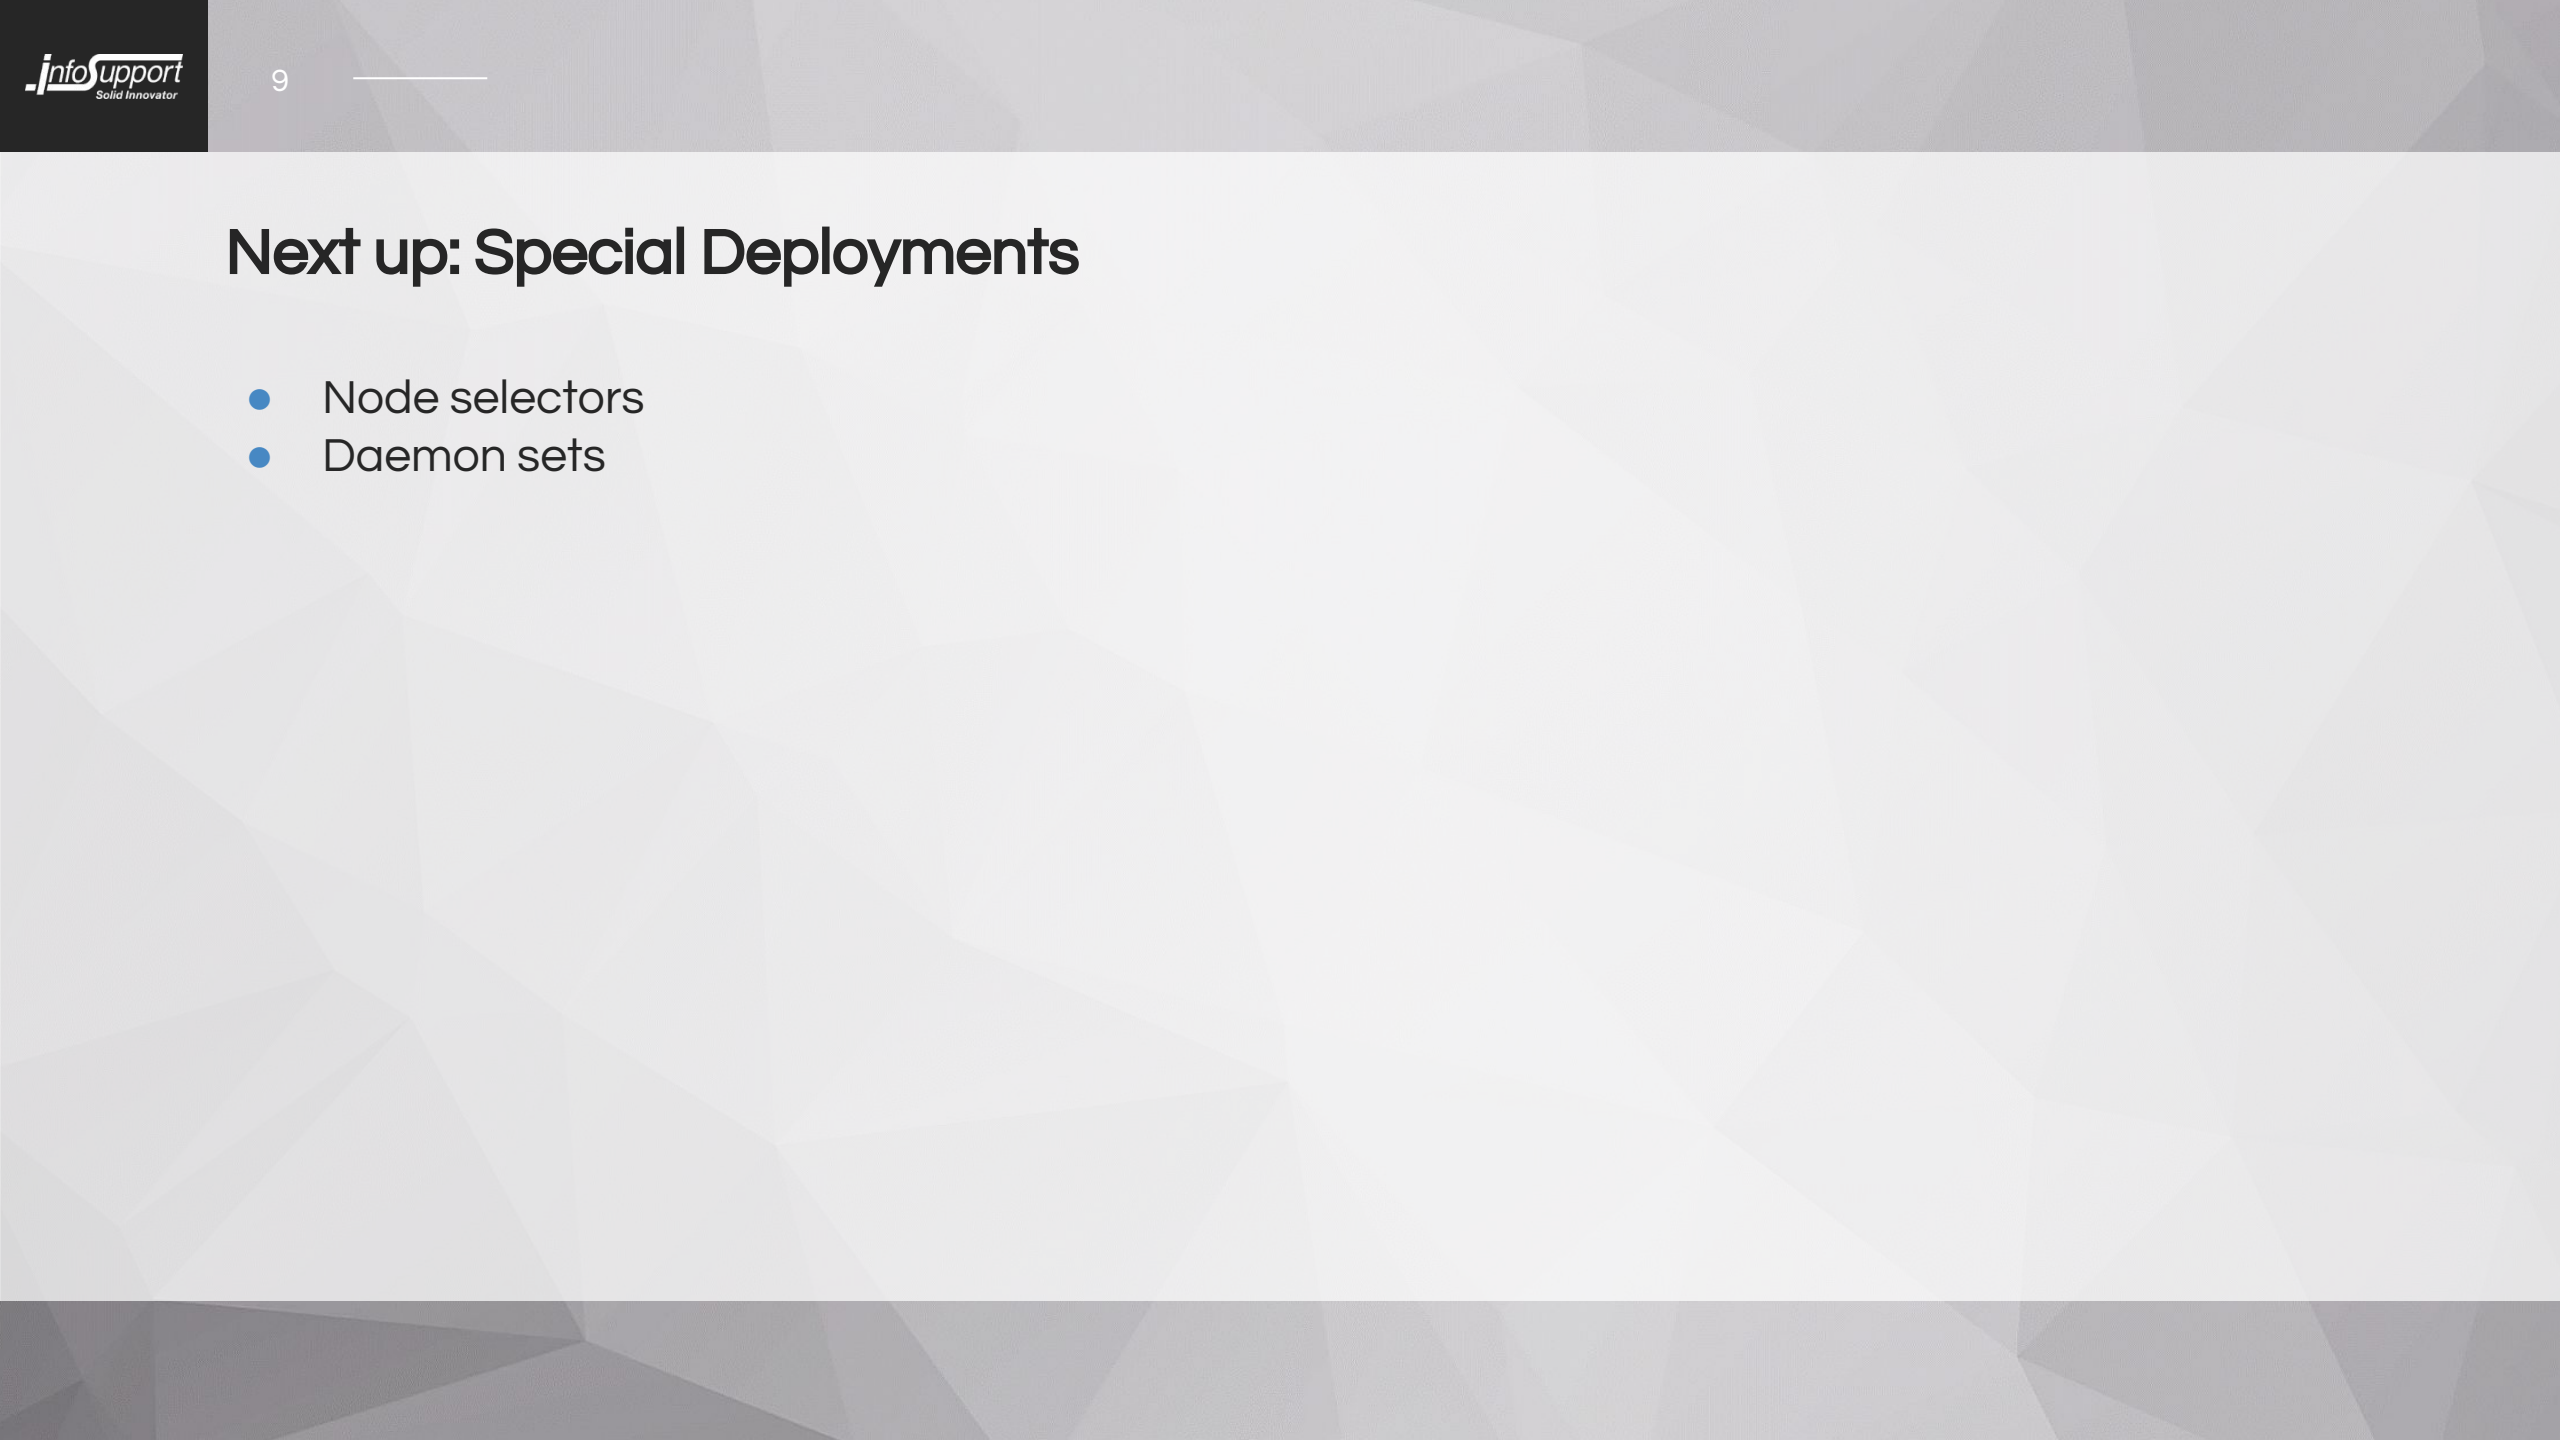 infoSupport
Solid Innovator
9
Next up: Special Deployments
● Node selectors
● Daemon sets